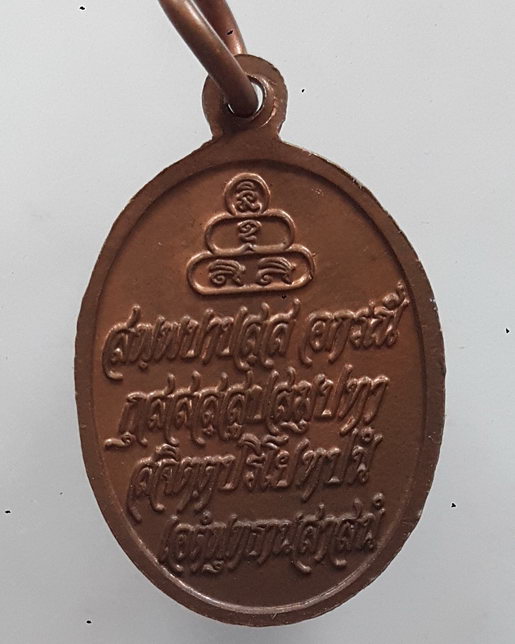 สพฺพปาปสฺส อกรณํ
กุสลสฺสูปสมฺปทา
สจิตฺตปริโยทปนํ
เอตํพุทฺธานสาสนํ